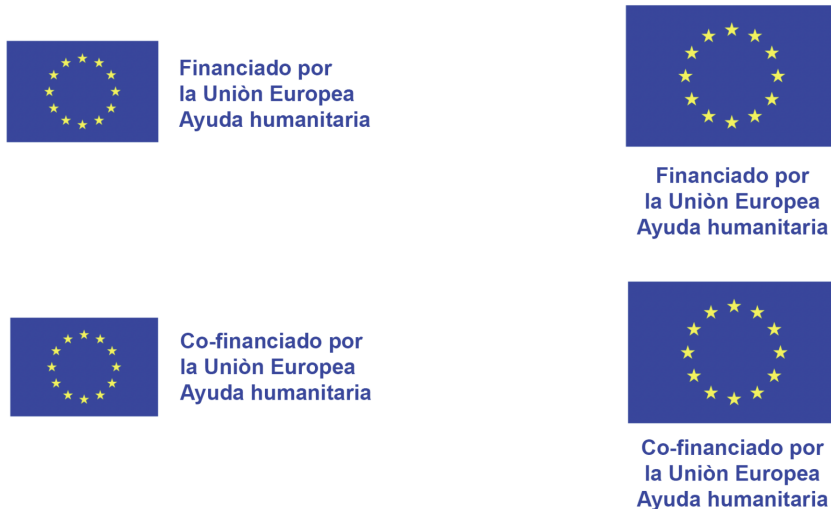 Financiado por
la Uniòn Europea
Ayuda humanitaria
Financiado por
la Uniòn Europea
Ayuda humanitaria
Co-financiado por
la Uniòn Europea
Ayuda humanitaria
Co-financiado por
la Uniòn Europea
Ayuda humanitaria